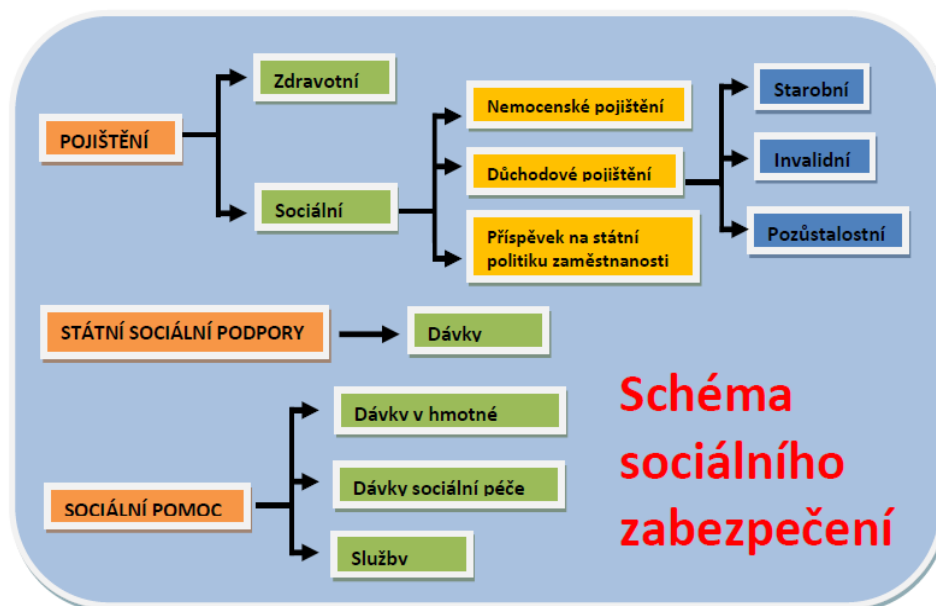 POJIŠTĚNÍ
Zdravotní
Sociální
Nemocenské pojištění
Důchodové pojištění
Příspěvek na státní
politiku zaměstnanosti
Starobní
Invalidní
Pozůstalostní
STÁTNÍ SOCIÁLNÍ PODPORY
Dávky
SOCIÁLNÍ POMOC
Dávky v hmotné
Dávky sociální péče
Služby
Schéma
sociálního
zabezpečení